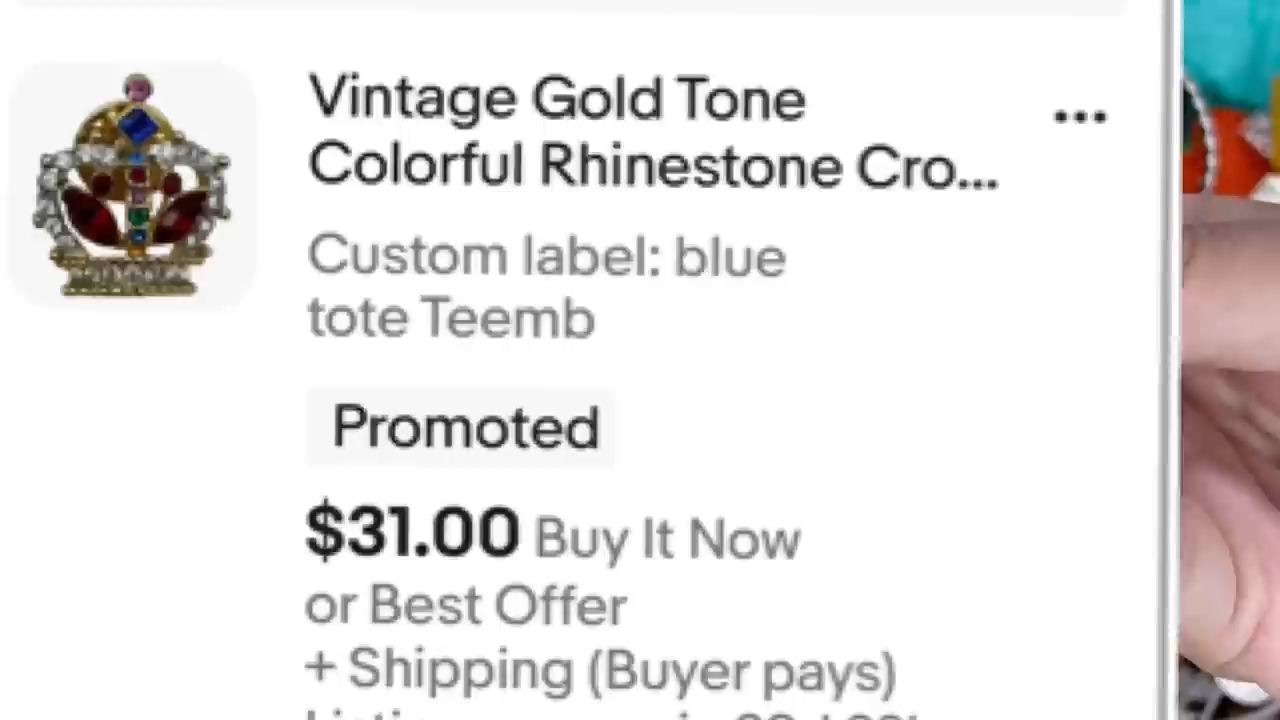 Vintage Gold Tone
Colorful Rhinestone Cro...
Custom label: blue
tote Teemb
Promoted
$31.00 Buy It Now
or Best Offer
+ Shipping (Buyer pays)